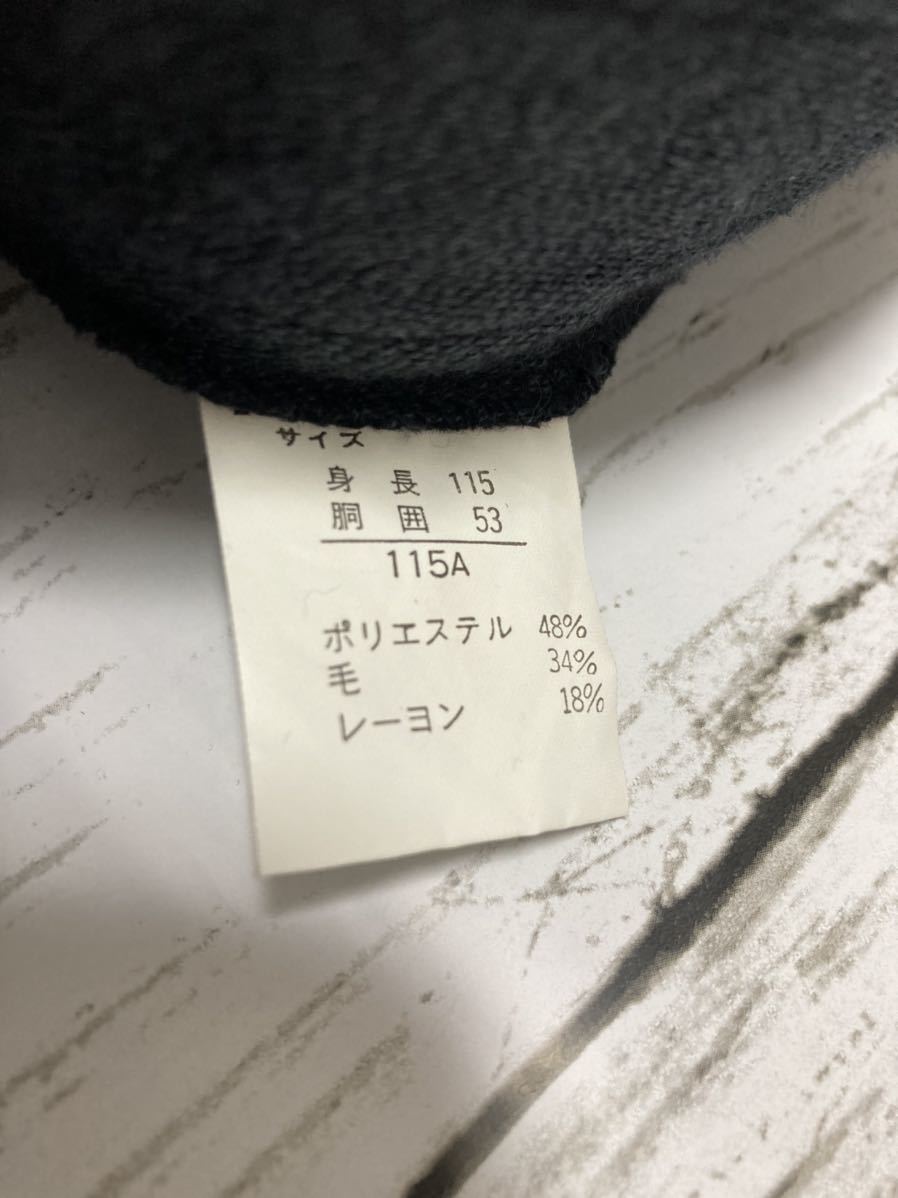 サイズ
身長 115
胴囲 53
115A
ポリエステル 48%
毛 34%
レーヨン 18%